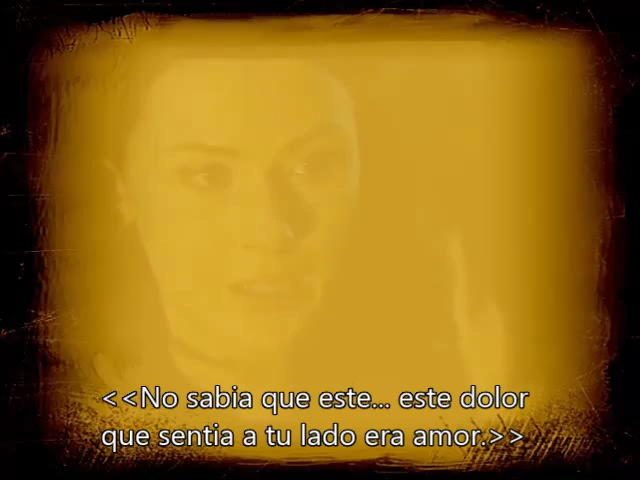 <<No sabia que este... este dolor
que sentia a tu lado era amor.>>